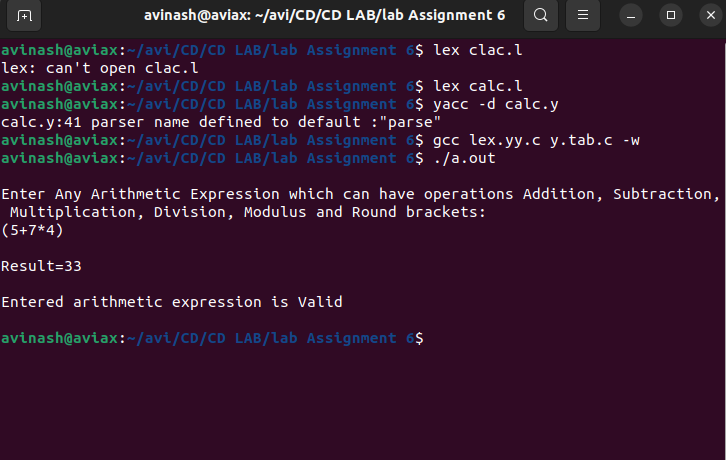 avinash@aviax: ~/avi/CD/CD LAB/lab Assignment 6
avinash@aviax:~/avi/CD/CD LAB/lab Assignment 6$ lex clac.l
lex: can't open clac.l
avinash@aviax:~/avi/CD/CD LAB/lab Assignment 6$ lex calc.l
avinash@aviax:~/avi/CD/CD LAB/lab Assignment 6$ yacc -d calc.y
calc.y:41 parser name defined to default :"parse"
avinash@aviax:~/avi/CD/CD LAB/lab Assignment 6$ gcc lex.yy.c y.tab.c -w
avinash@aviax:~/avi/CD/CD LAB/lab Assignment 6$ ./a.out
Enter Any Arithmetic Expression which can have operations Addition, Subtraction,
Multiplication, Division, Modulus and Round brackets:
(5+7*4)
Result=33
Entered arithmetic expression is Valid
avinash@aviax:~/avi/CD/CD LAB/lab Assignment 6$